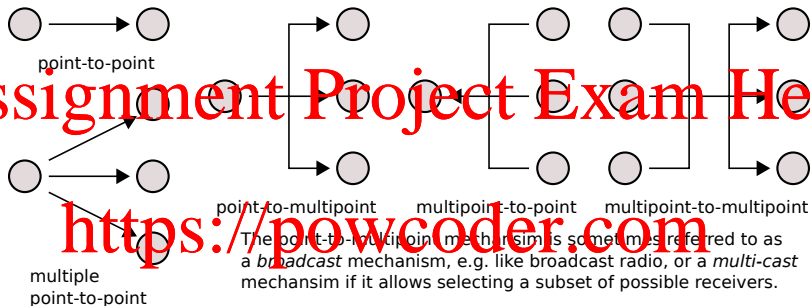 point-to-point
ssignment Project Exam He
point-to-multipoint
multipoint-to-point
multipoint-to-multipoint
https://powcoder.com
The point-to-multipoint mechansim is sometimes referred to as
a broadcast mechanism, e.g. like broadcast radio, or a multi-cast
mechansim if it allows selecting a subset of possible receivers.
multiple
point-to-point